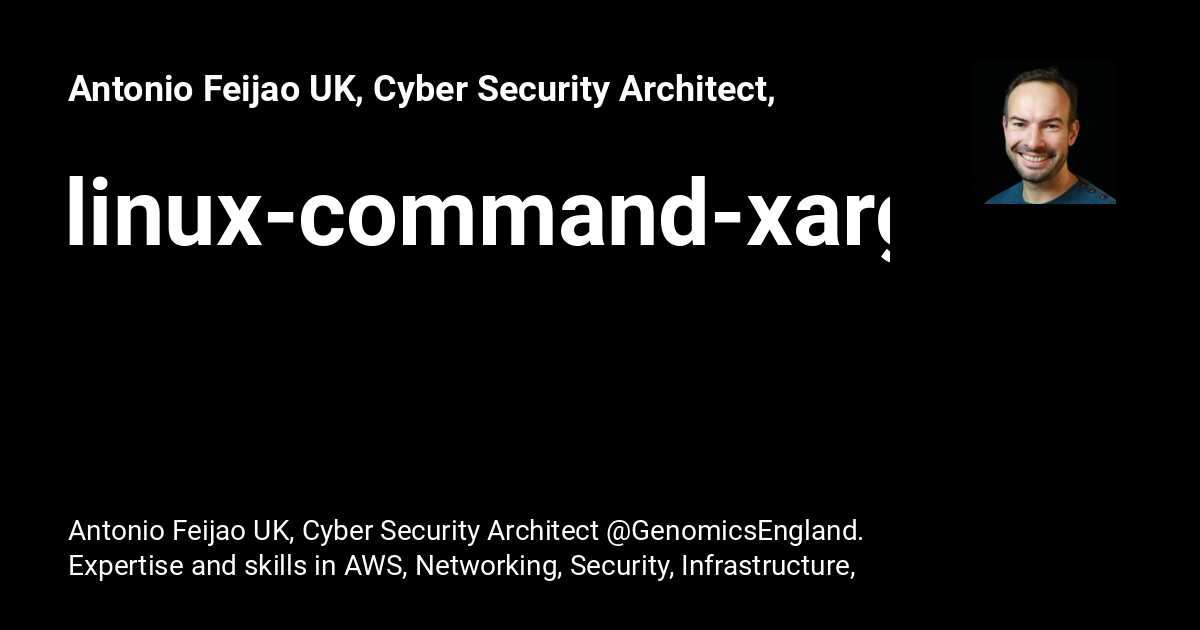 Antonio Feijao UK, Cyber Security Architect,
linux-command-xarg
Antonio Feijao UK, Cyber Security Architect @GenomicsEngland.
Expertise and skills in AWS, Networking, Security, Infrastructure,